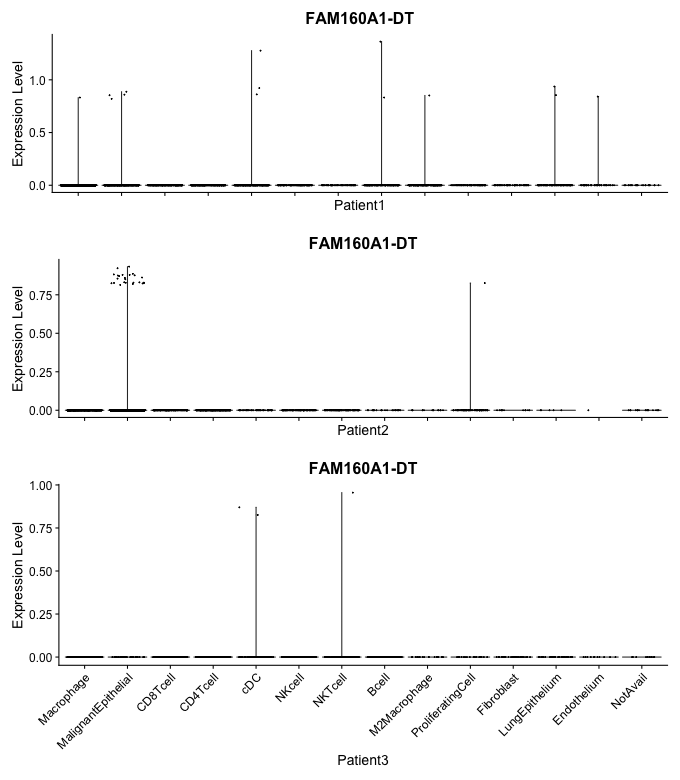 FAM160A1-DT
Expression Level
1.0
0.5
0.0
Patient1
FAM160A1-DT
Expression Level
0.75
0.50
0.25
0.00
Patient2
FAM160A1-DT
Expression Level
1.00
0.75
0.50
0.25
0.00
Macrophage
MalignantEpithelial
CD8Tcell
CD4Tcell
cDC
NKcell
NKTcell
Bcell
M2Macrophage
ProliferatingCell
Fibroblast
LungEpithelium
Endothelium
NotAvail
Patient3